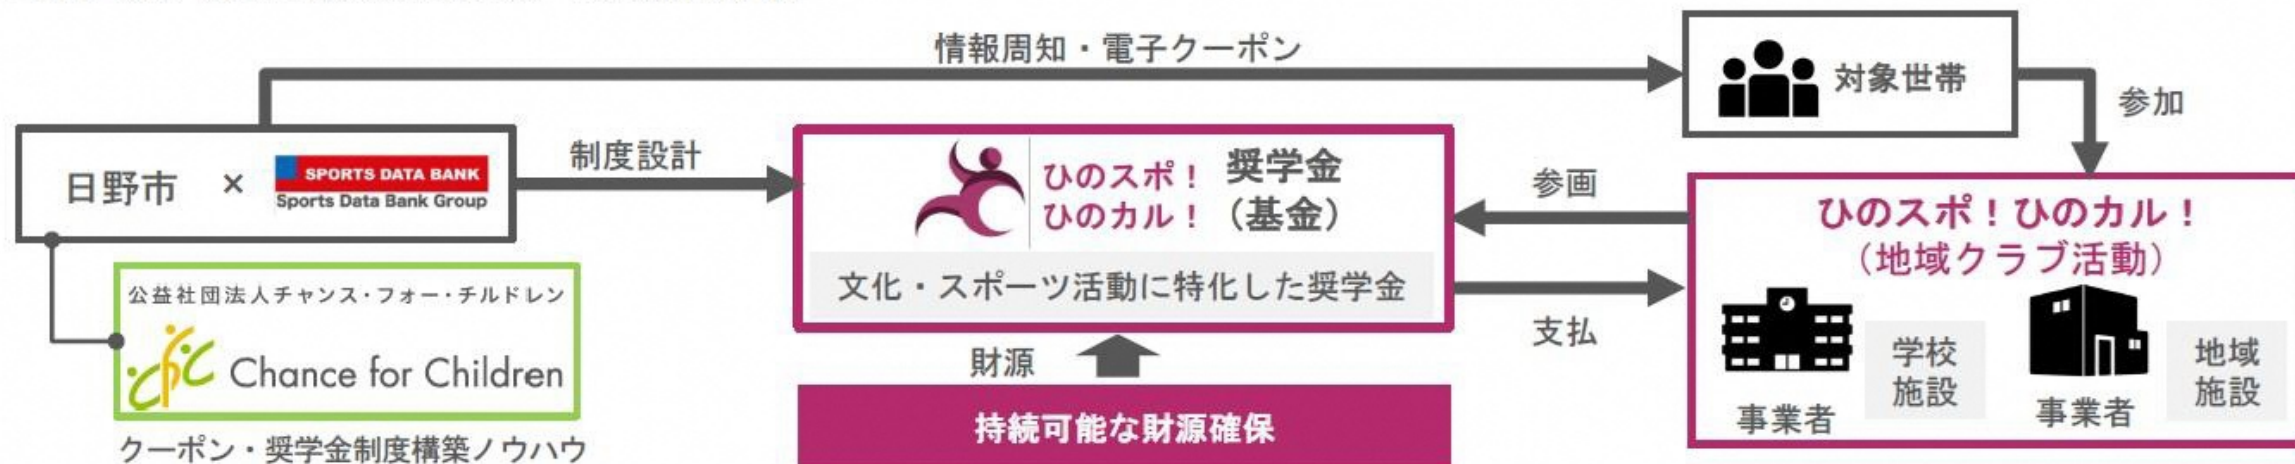 情報周知・電子クーポン
対象世帯
参加
日野市 × SPORTS DATA BANK
Sports Data Bank Group
制度設計
ひのスポ！ 奨学金
ひのカル！ （基金）
文化・スポーツ活動に特化した奨学金
参画
支払
ひのスポ！ひのカル！
（地域クラブ活動）
学校
施設
事業者
地域
施設
事業者
公益社団法人チャンス・フォー・チルドレン
cfc Chance for Children
クーポン・奨学金制度構築ノウハウ
財源
持続可能な財源確保